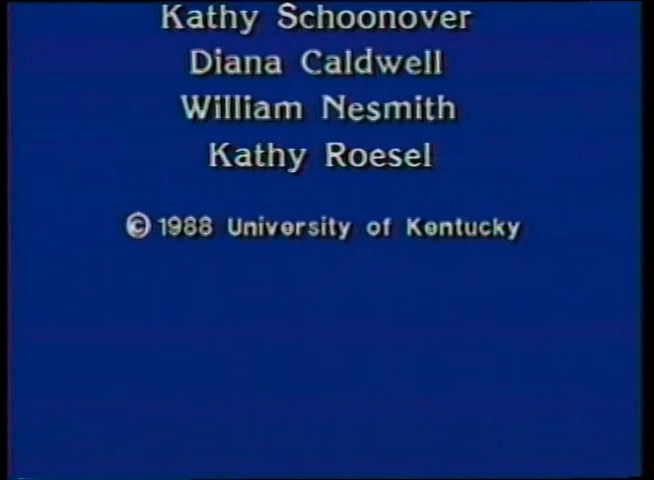 Kathy Schoonover
Diana Caldwell
William Nesmith
Kathy Roesel
© 1988 University of Kentucky